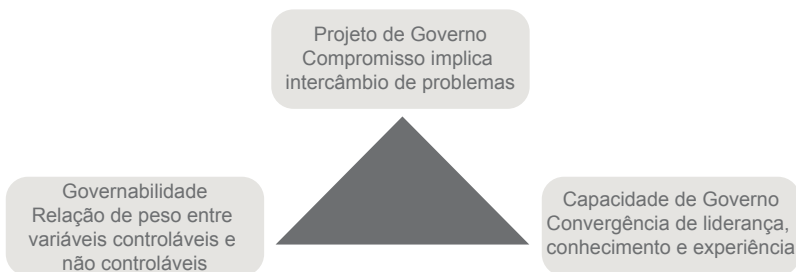 Projeto de Governo
Compromisso implica
intercâmbio de problemas
Governabilidade
Relação de peso entre
variáveis controláveis e
não controláveis
Capacidade de Governo
Convergência de liderança,
conhecimento e experiência